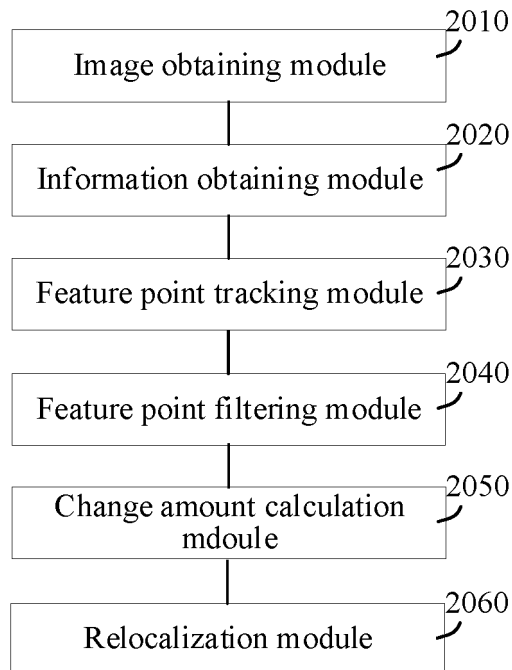 2010
Image obtaining module
2020
Information obtaining module
2030
Feature point tracking module
2040
Feature point filtering module
2050
Change amount calculation
mdoule
2060
Relocalization module